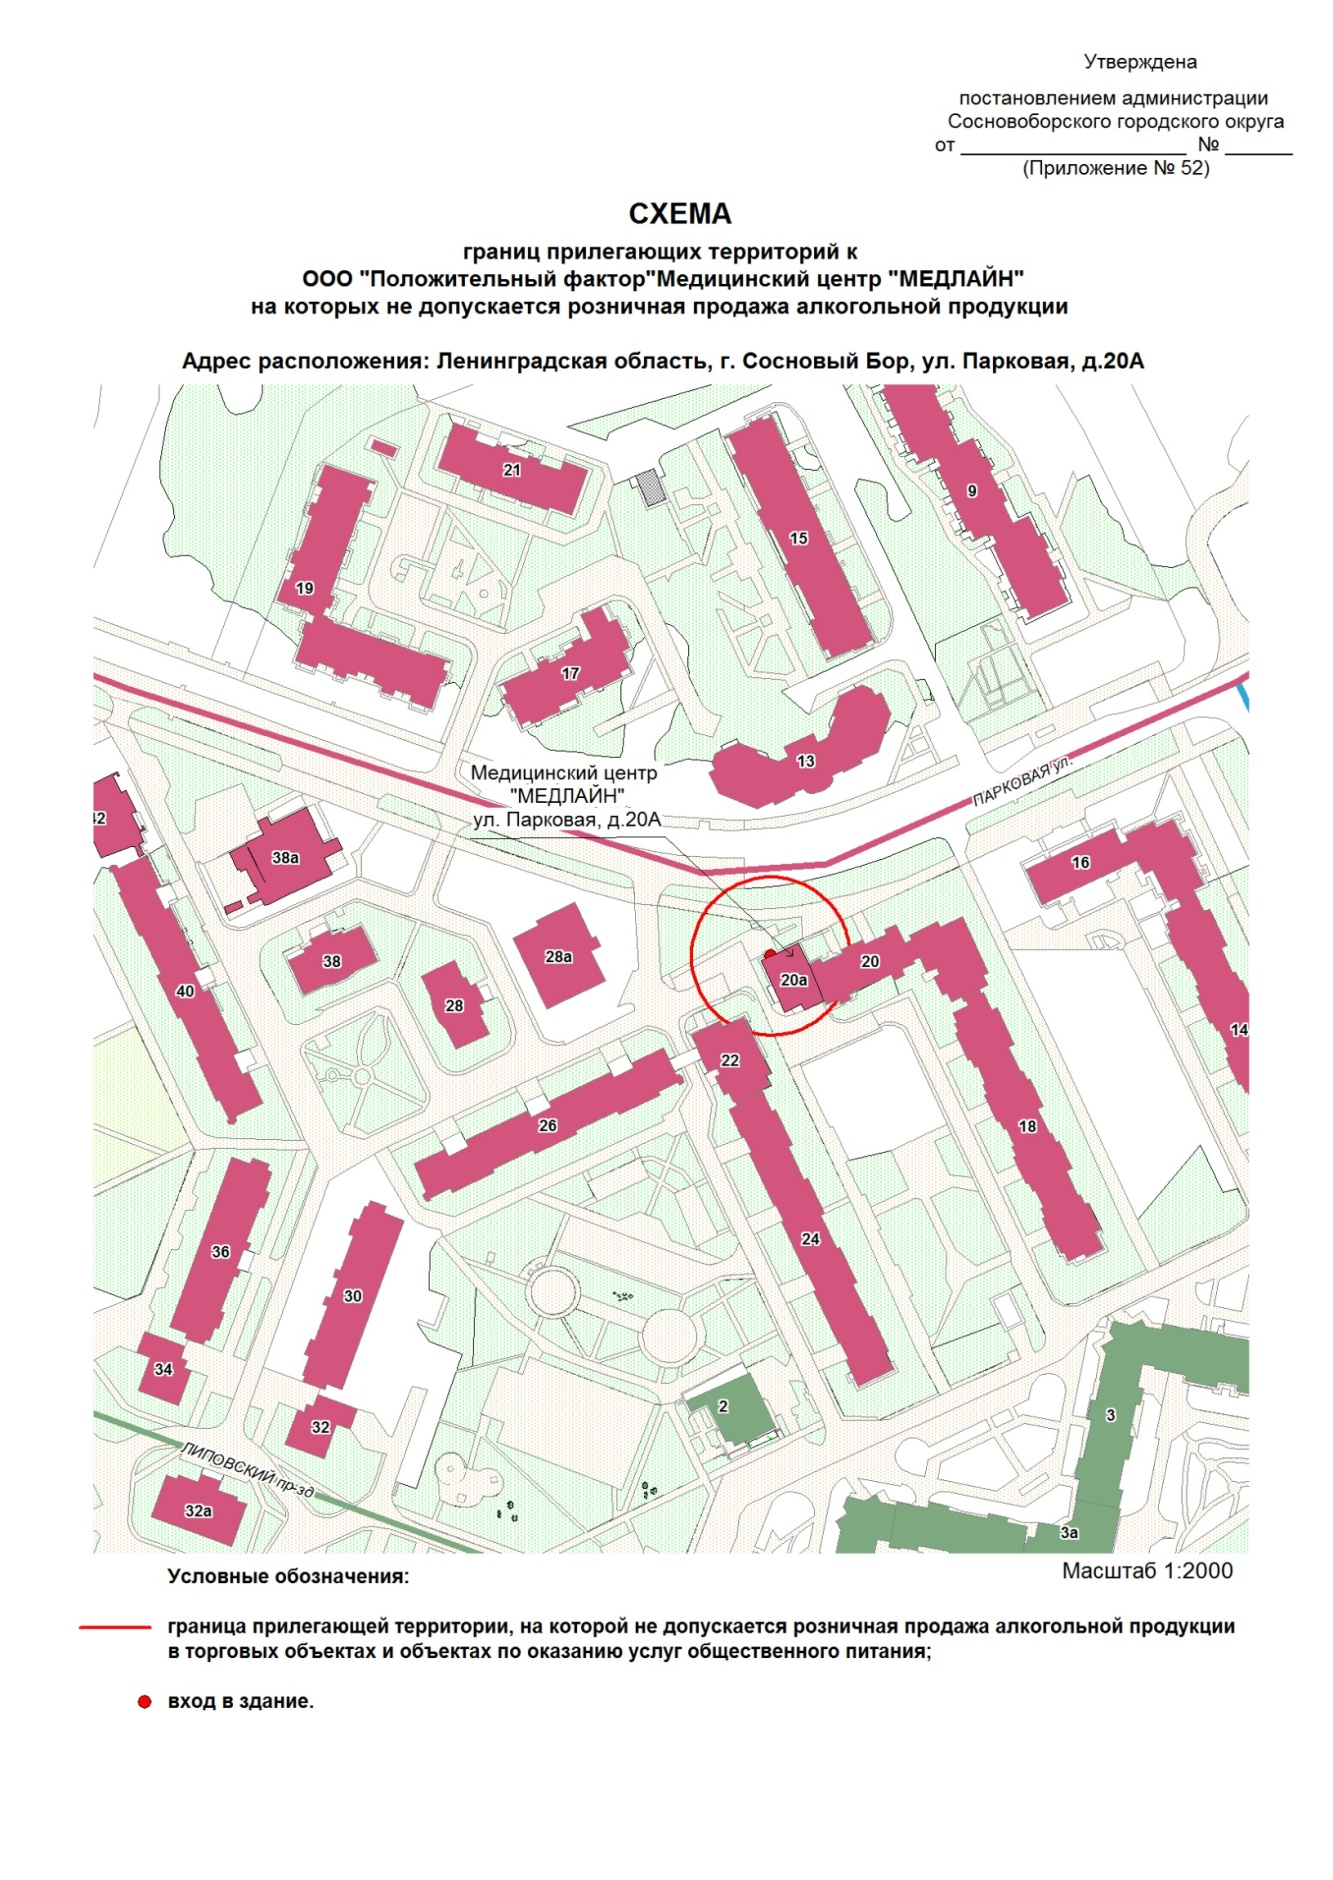 Утверждена
постановлением администрации
Сосновоборского городского округа
от ____________________ № ______
(Приложение № 52)
СХЕМА
границ прилегающих территорий к
ООО "Положительный фактор"Медицинский центр "МЕДЛАЙН"
на которых не допускается розничная продажа алкогольной продукции
Адрес расположения: Ленинградская область, г. Сосновый Бор, ул. Парковая, д.20А
21
9
15
19
17
13
Медицинский центр
"МЕДЛАЙН"
ул. Парковая, д.20А
ПАРКОВАЯ ул.
42
38а
16
28а
38
20
20а
40
28
14
22
26
18
24
36
30
34
2
3
32
ЛИПОВСКИЙ пр-зд
32а
3а
Масштаб 1:2000
Условные обозначения:
граница прилегающей территории, на которой не допускается розничная продажа алкогольной продукции
в торговых объектах и объектах по оказанию услуг общественного питания;
вход в здание.